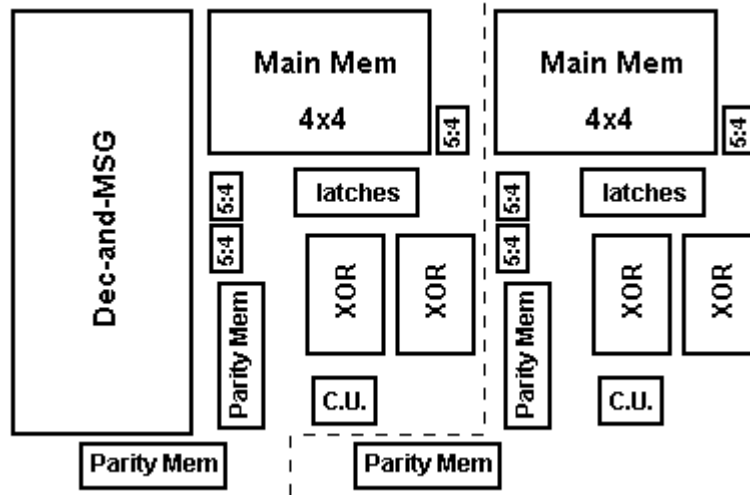 Dec-and-MSG
Main Mem
4x4
5:4
latches
5:4
5:4
XOR
XOR
Parity Mem
C.U.
Parity Mem
Main Mem
4x4
5:4
latches
5:4
5:4
XOR
XOR
Parity Mem
C.U.
Parity Mem